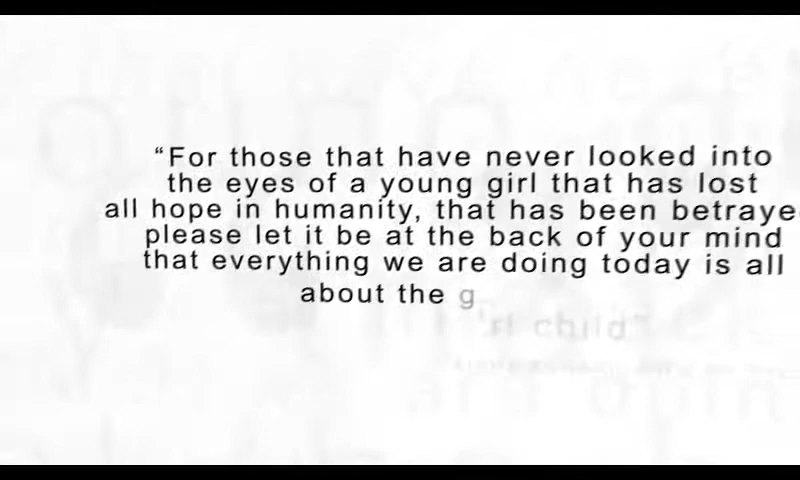 “For those that have never looked into
the eyes of a young girl that has lost
all hope in humanity, that has been betraye
please let it be at the back of your mind
that everything we are doing today is all
about the g
child”